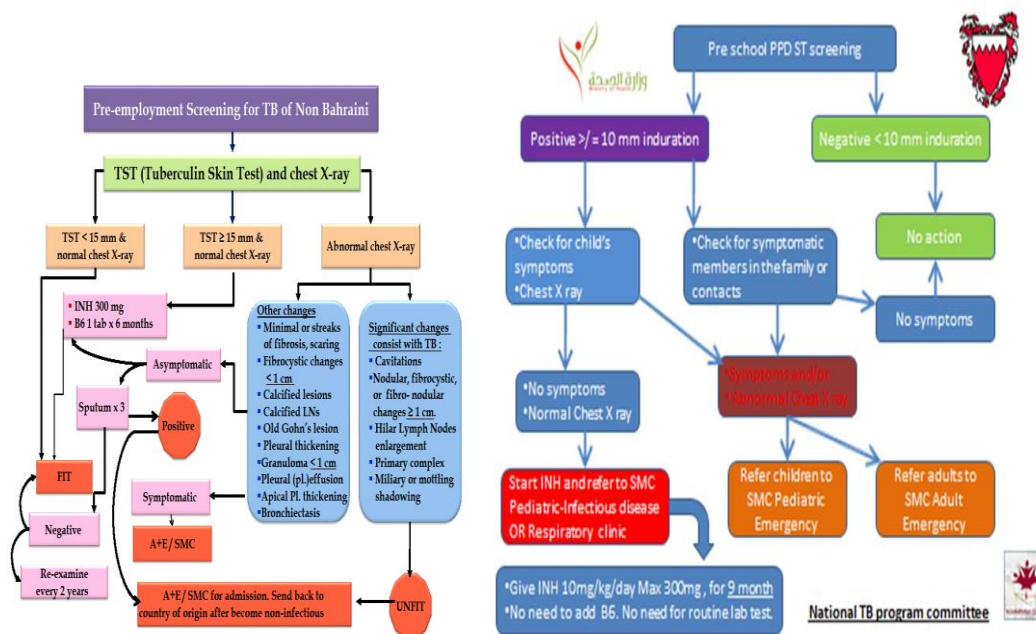 Pre-employment Screening for TB of Non Bahraini
TST (Tuberculin Skin Test) and chest X-ray
TST < 15 mm &
normal chest X-ray
TST ≥ 15 mm &
normal chest X-ray
Abnormal chest X-ray
▪ INH 300 mg
▪ B6 1 tab x 6 months
Asymptomatic
Sputum x 3
Positive
FIT
Negative
Re-examine
every 2 years
Symptomatic
A+E / SMC
Other changes
▪ Minimal or streaks
of fibrosis, scaring
▪ Fibrocystic changes
< 1 cm
▪ Calcified lesions
▪ Calcified LNs
▪ Old Gohn's lesion
▪ Pleural thickening
▪ Granuloma < 1 cm
▪ Pleural (pl.)effusion
▪ Apical Pl. thickening
▪ Bronchiectasis
Significant changes
consist with TB :
▪ Cavitations
▪ Nodular, fibrocystic,
or- fibro- nodular
changes ≥ 1 cm.
▪ Hilar Lymph Nodes
enlargement
▪ Primary complex
▪ Miliary or mottling
shadowing
UNFIT
A+E/ SMC for admission. Send back to
country of origin after become non-infectious
وزارة الصحة
Ministry of Health
Pre school PPD ST screening
Positive >/ = 10 mm induration
Negative < 10 mm induration
•Check for child's
symptoms
•Chest X ray
•Check for symptomatic
members in the family or
contacts
No action
No symptoms
•No symptoms
•Normal Chest X ray
•Symptoms and/or
•Abnormal Chest X ray
Start INH and refer to SMC
Pediatric-Infectious disease
OR Respiratory clinic
Refer children to
SMC Pediatric
Emergency
Refer adults to
SMC Adult
Emergency
•Give INH 10mg/kg/day Max 300mg , for 9 month
•No need to add B6. No need for routine lab test.
National TB program committee